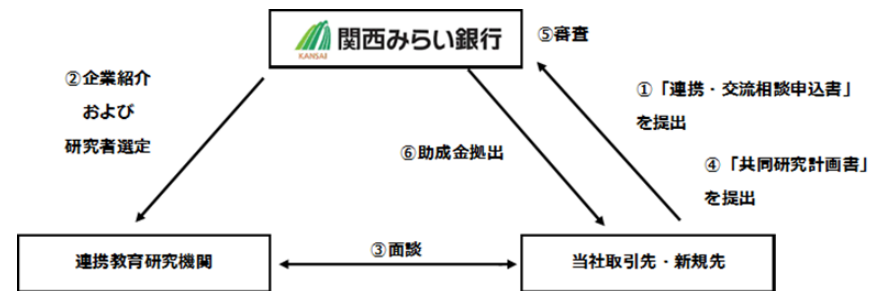 関西みらい銀行
KANSAI
⑤審査
②企業紹介
および
研究者選定
①「連携・交流相談申込書」
を提出
⑥助成金拠出
④「共同研究計画書」
を提出
③面談
連携教育研究機関
当社取引先・新規先